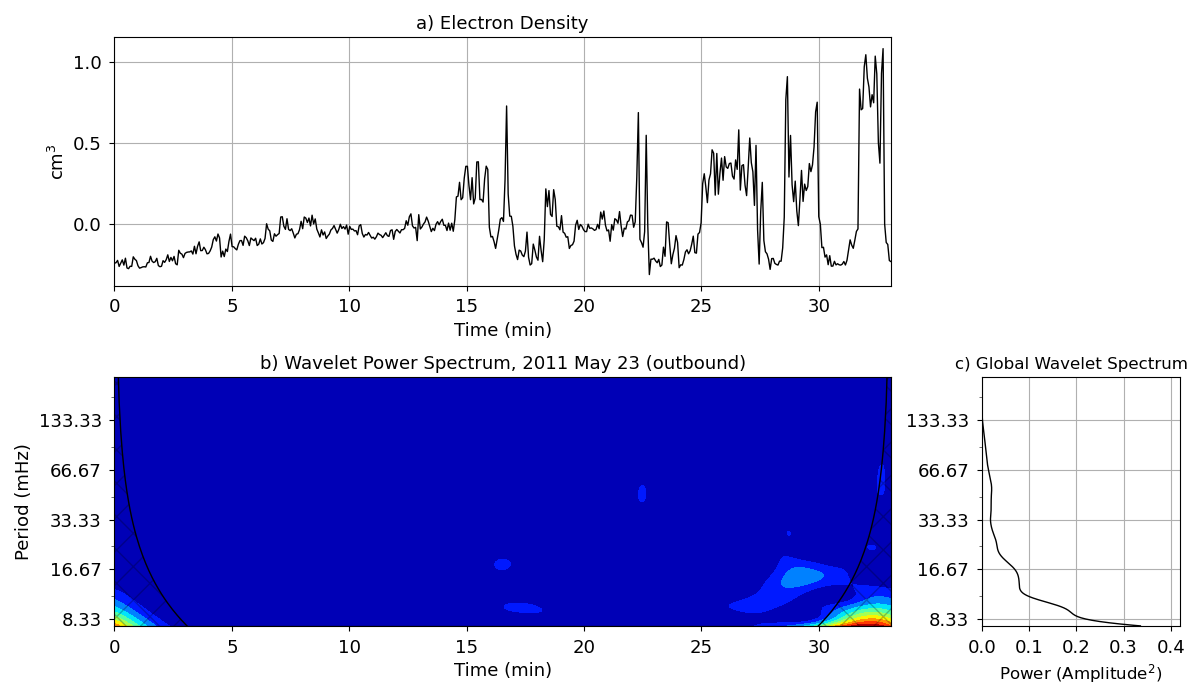 a) Electron Density
cm³
1.0
0.5
0.0
0 5 10 15 20 25 30
Time (min)
b) Wavelet Power Spectrum, 2011 May 23 (outbound)
Period (mHz)
133.33
66.67
33.33
16.67
8.33
0 5 10 15 20 25 30
Time (min)
c) Global Wavelet Spectrum
133.33
66.67
33.33
16.67
8.33
0.0 0.1 0.2 0.3 0.4
Power (Amplitude²)